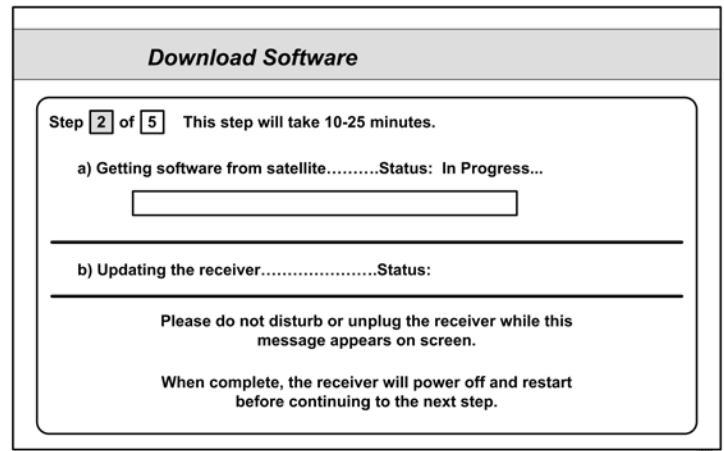 Download Software
Step 2 of 5 This step will take 10-25 minutes.
a) Getting software from satellite..........Status: In Progress...
b) Updating the receiver......................Status:
Please do not disturb or unplug the receiver while this
message appears on screen.
When complete, the receiver will power off and restart
before continuing to the next step.